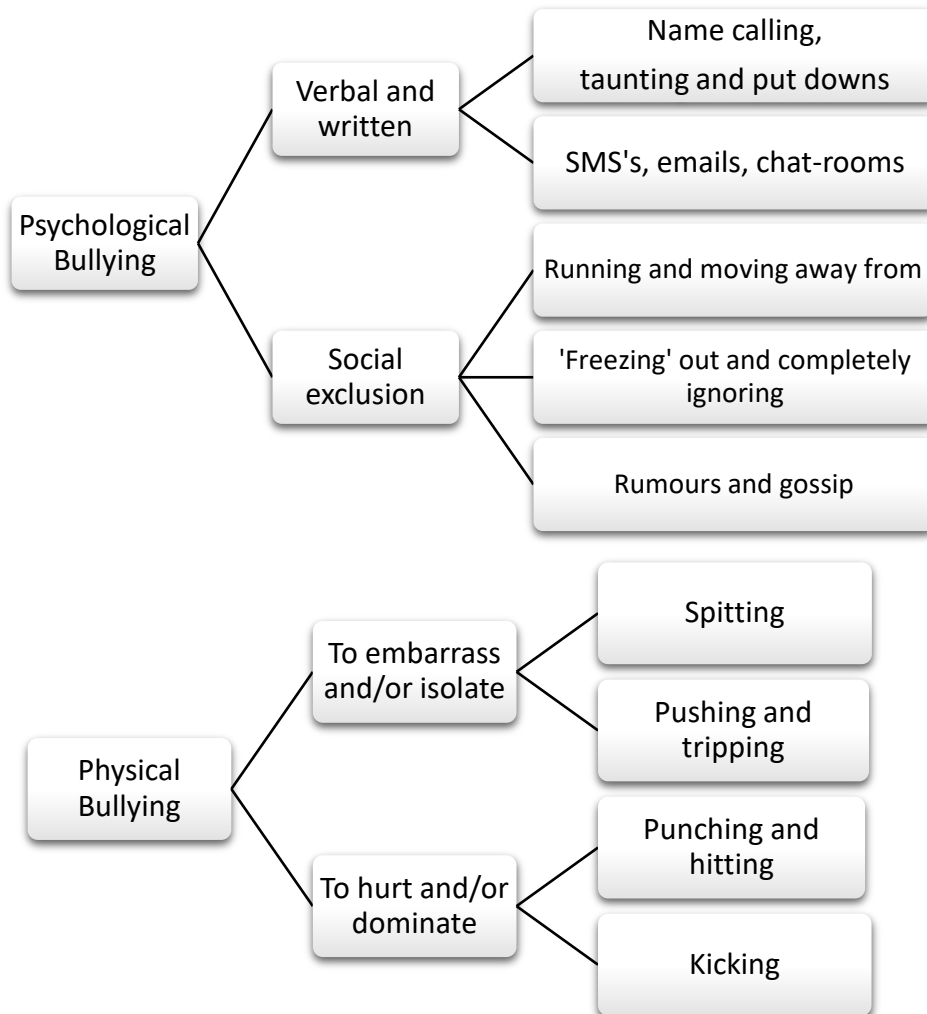 Psychological
Bullying
Verbal and
written
Name calling,
taunting and put downs
SMS's, emails, chat-rooms
Social
exclusion
Running and moving away from
'Freezing' out and completely
ignoring
Rumours and gossip
Physical
Bullying
To embarrass
and/or isolate
Spitting
Pushing and
tripping
To hurt and/or
dominate
Punching and
hitting
Kicking